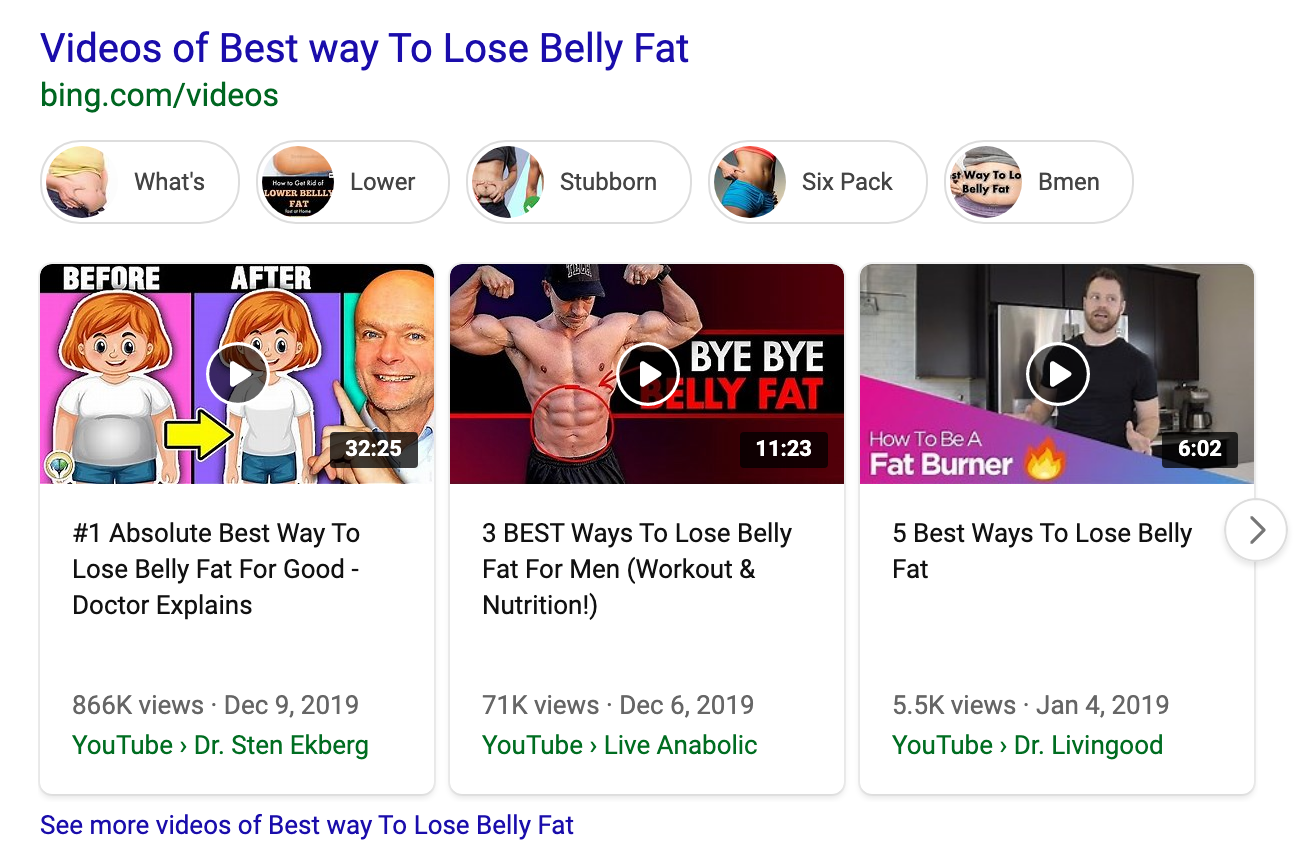 Videos of Best way To Lose Belly Fat
bing.com/videos
What's
How to Get Rid of
LOWER BELLLY
FAT
Fast at Home
Lower
Stubborn
Six Pack
st Way To Lo
Belly Fat
Bmen
BEFORE AFTER
32:25
BYE BYE
BELLY FAT
11:23
How To Be A
Fat Burner
6:02
#1 Absolute Best Way To
Lose Belly Fat For Good -
Doctor Explains
866K views · Dec 9, 2019
YouTube › Dr. Sten Ekberg
3 BEST Ways To Lose Belly
Fat For Men (Workout &
Nutrition!)
71K views · Dec 6, 2019
YouTube › Live Anabolic
5 Best Ways To Lose Belly
Fat
5.5K views · Jan 4, 2019
YouTube › Dr. Livingood
See more videos of Best way To Lose Belly Fat